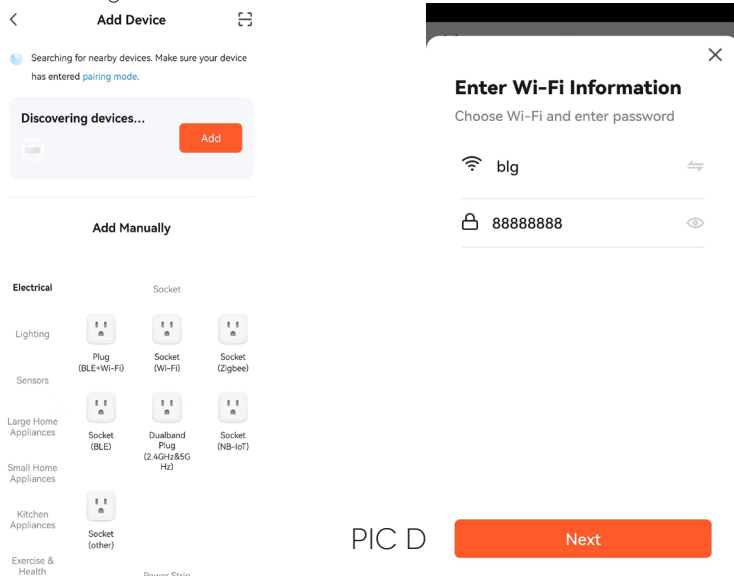 Add Device
Searching for nearby devices. Make sure your device
has entered pairing mode.
Discovering devices...
Add
Add Manually
Electrical
Socket
Lighting
Plug
(BLE+Wi-Fi)
Socket
(Wi-Fi)
Socket
(Zigbee)
Sensors
Large Home
Appliances
Socket
(BLE)
Dualband
Plug
(2.4GHz&5G
Hz)
Socket
(NB-IoT)
Small Home
Appliances
Kitchen
Appliances
Socket
(other)
Exercise &
Health
Power Strip
Enter Wi-Fi Information
Choose Wi-Fi and enter password
blg
88888888
PIC D
Next